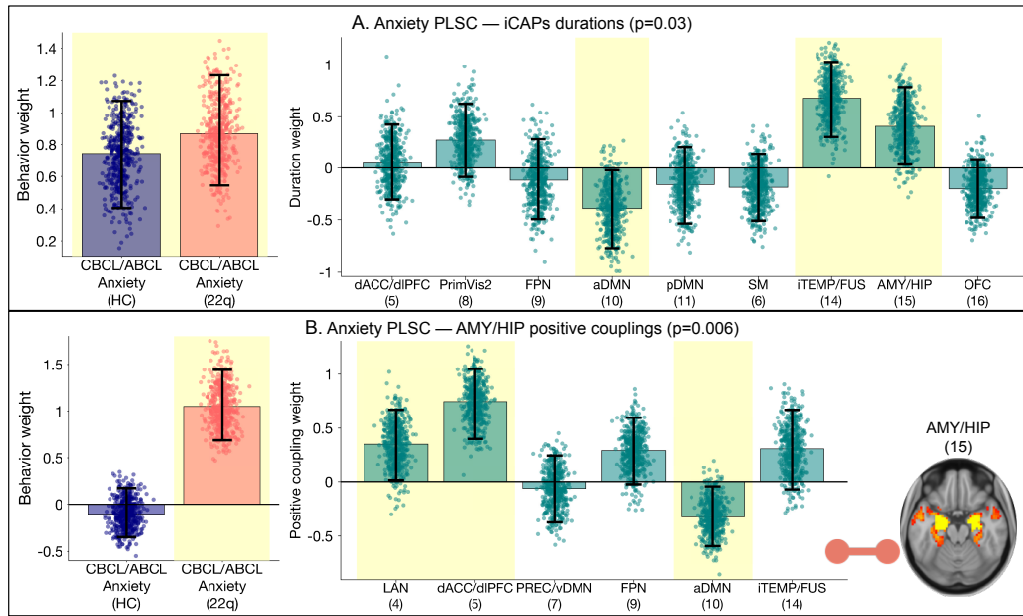 A. Anxiety PLSC — iCAPs durations (p=0.03)
Behavior weight
1.4
1.2
1
0.8
0.6
0.4
0.2
CBCL/ABCL CBCL/ABCL
Anxiety Anxiety
(HC) (22q)
Duration weight
1
0.5
0
-0.5
-1
dACC/dlPFC PrimVis2 FPN aDMN pDMN SM iTEMP/FUS AMY/HIP OFC
(5) (8) (9) (10) (11) (6) (14) (15) (16)
B. Anxiety PLSC — AMY/HIP positive couplings (p=0.006)
Behavior weight
1.5
1
0.5
0
-0.5
CBCL/ABCL CBCL/ABCL
Anxiety Anxiety
(HC) (22q)
Positive coupling weight
1
0.5
0
-0.5
LAN dACC/dlPFC PREC/vDMN FPN aDMN iTEMP/FUS
(4) (5) (7) (9) (10) (14)
AMY/HIP
(15)